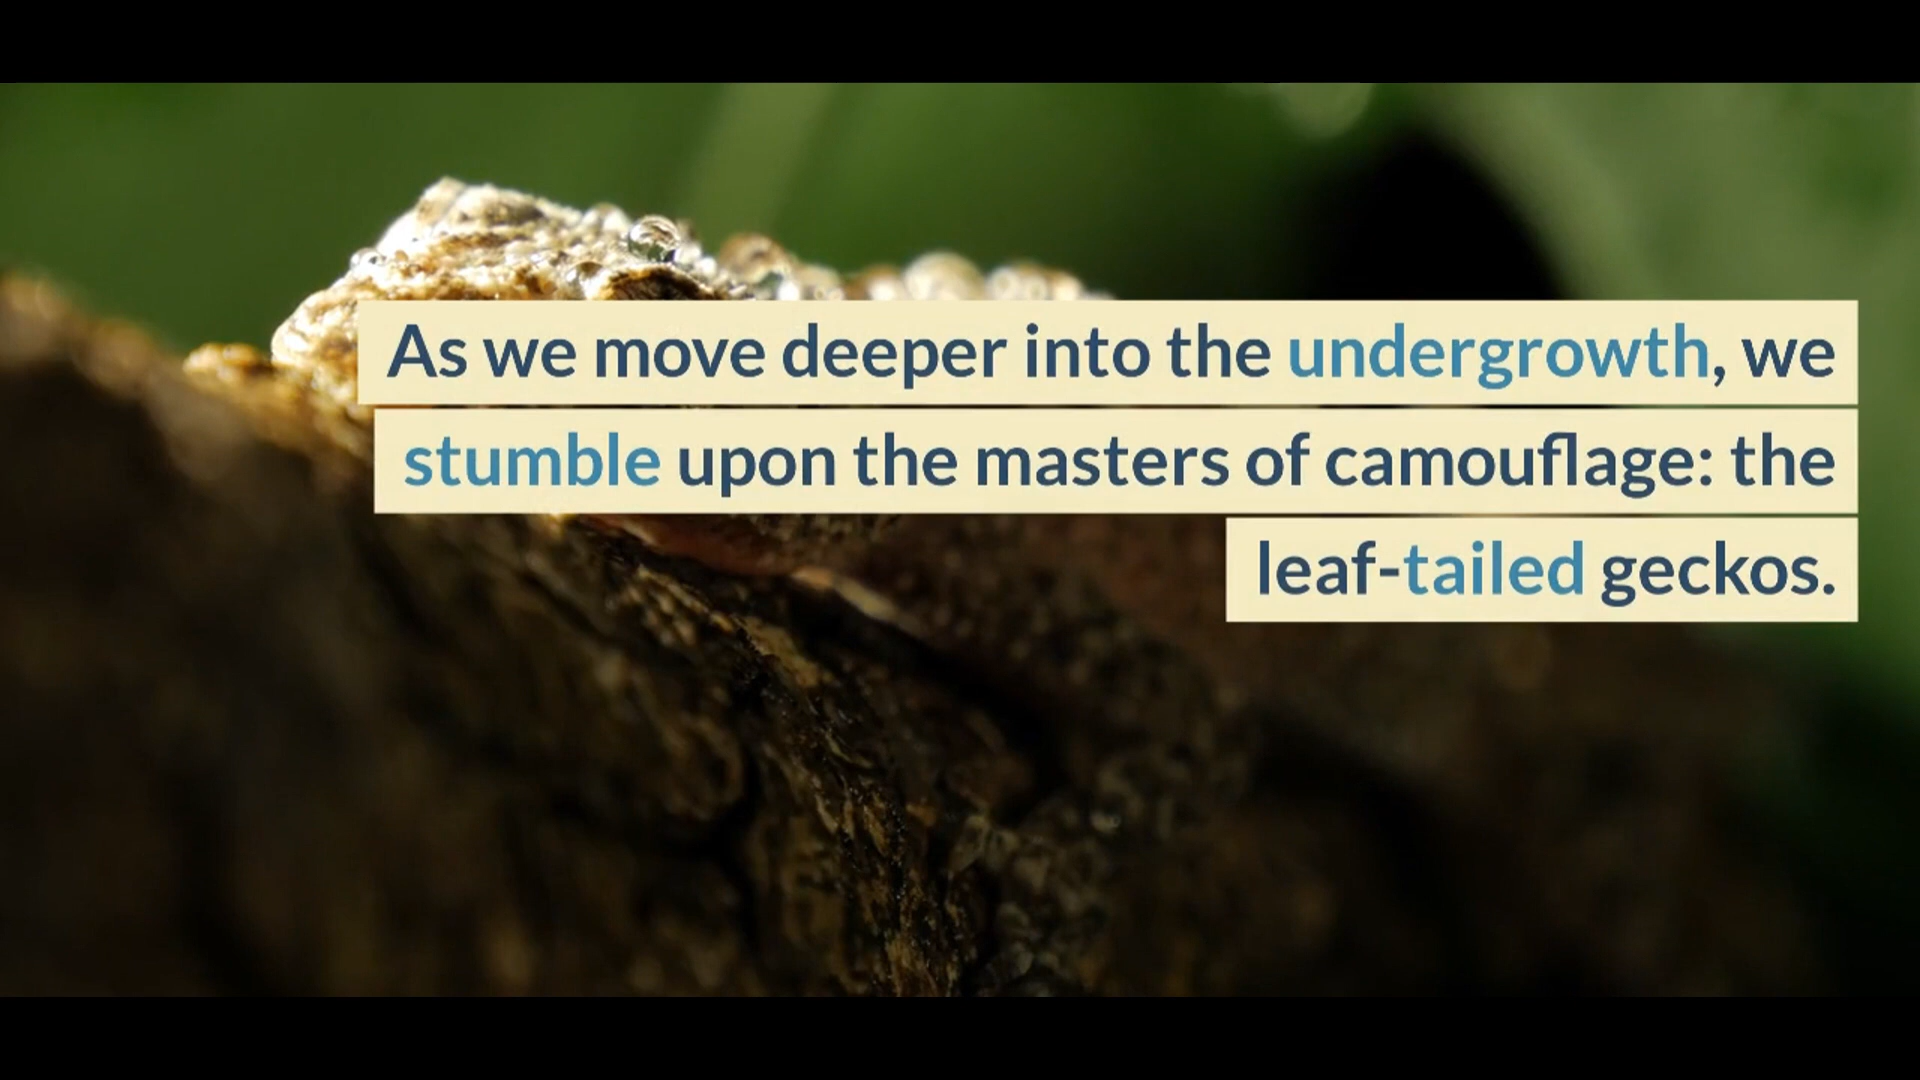 As we move deeper into the undergrowth, we
stumble upon the masters of camouflage: the
leaf-tailed geckos.